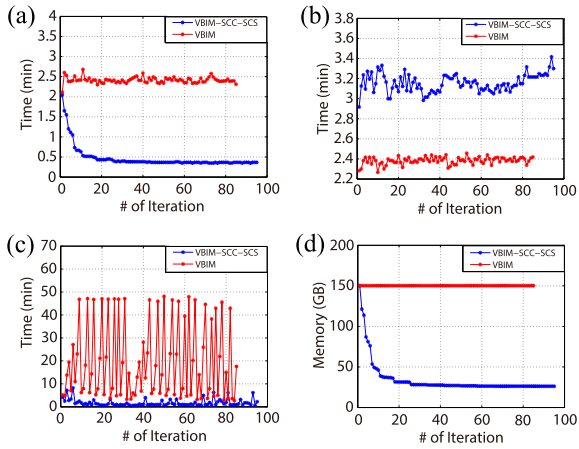 (a)
4
3.5
3
2.5
2
1.5
1
0.5
0
Time (min)
VBIM−SCC−SCS
VBIM
0 20 40 60 80 100
# of Iteration
(b)
3.8
3.6
3.4
3.2
3
2.8
2.6
2.4
2.2
Time (min)
VBIM−SCC−SCS
VBIM
0 20 40 60 80 100
# of Iteration
(c)
70
60
50
40
30
20
10
0
Time (min)
VBIM−SCC−SCS
VBIM
0 20 40 60 80 100
# of Iteration
(d)
200
150
100
50
0
Memory (GB)
VBIM−SCC−SCS
VBIM
0 20 40 60 80 100
# of Iteration